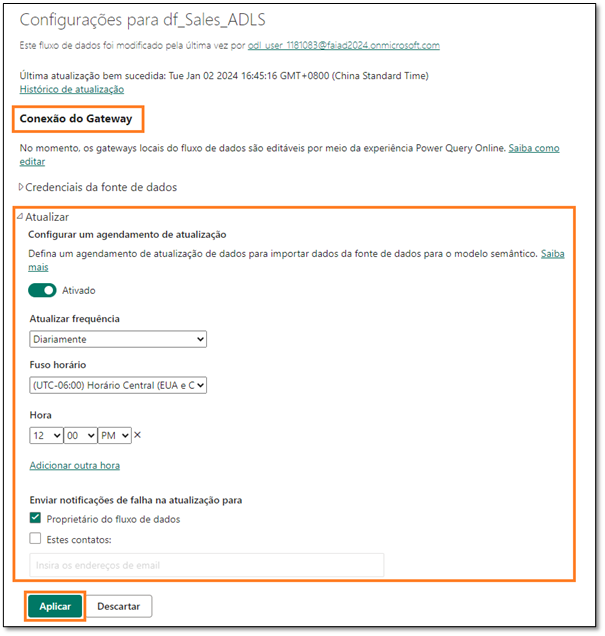 Configurações para df_Sales_ADLS
Este fluxo de dados foi modificado pela última vez por odl_user_1181083@faiad2024.onmicrosoft.com
Última atualização bem sucedida: Tue Jan 02 2024 16:45:16 GMT+0800 (China Standard Time)
Histórico de atualização
Conexão do Gateway
No momento, os gateways locais do fluxo de dados são editáveis por meio da experiência Power Query Online. Saiba como
editar
Credenciais da fonte de dados
Atualizar
Configurar um agendamento de atualização
Defina um agendamento de atualização de dados para importar dados da fonte de dados para o modelo semântico. Saiba
mais
Ativado
Atualizar frequência
Diariamente
Fuso horário
(UTC-06:00) Horário Central (EUA e C
Hora
12 00 PM
Adicionar outra hora
Enviar notificações de falha na atualização para
Proprietário do fluxo de dados
Estes contatos:
Insira os endereços de email
Aplicar Descartar